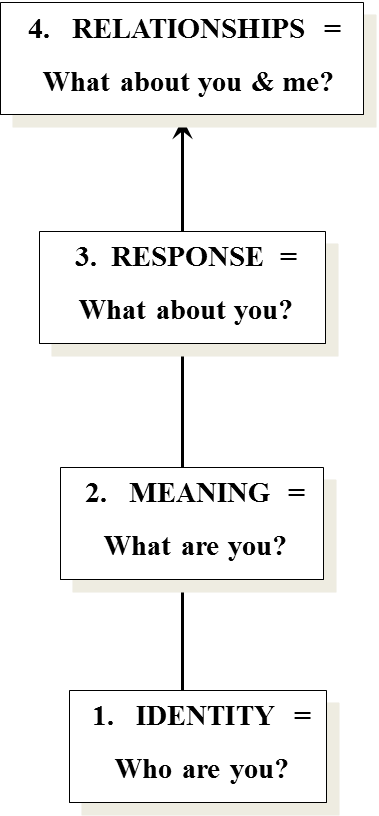 4. RELATIONSHIPS =
What about you & me?
3. RESPONSE =
What about you?
2. MEANING =
What are you?
1. IDENTITY =
Who are you?